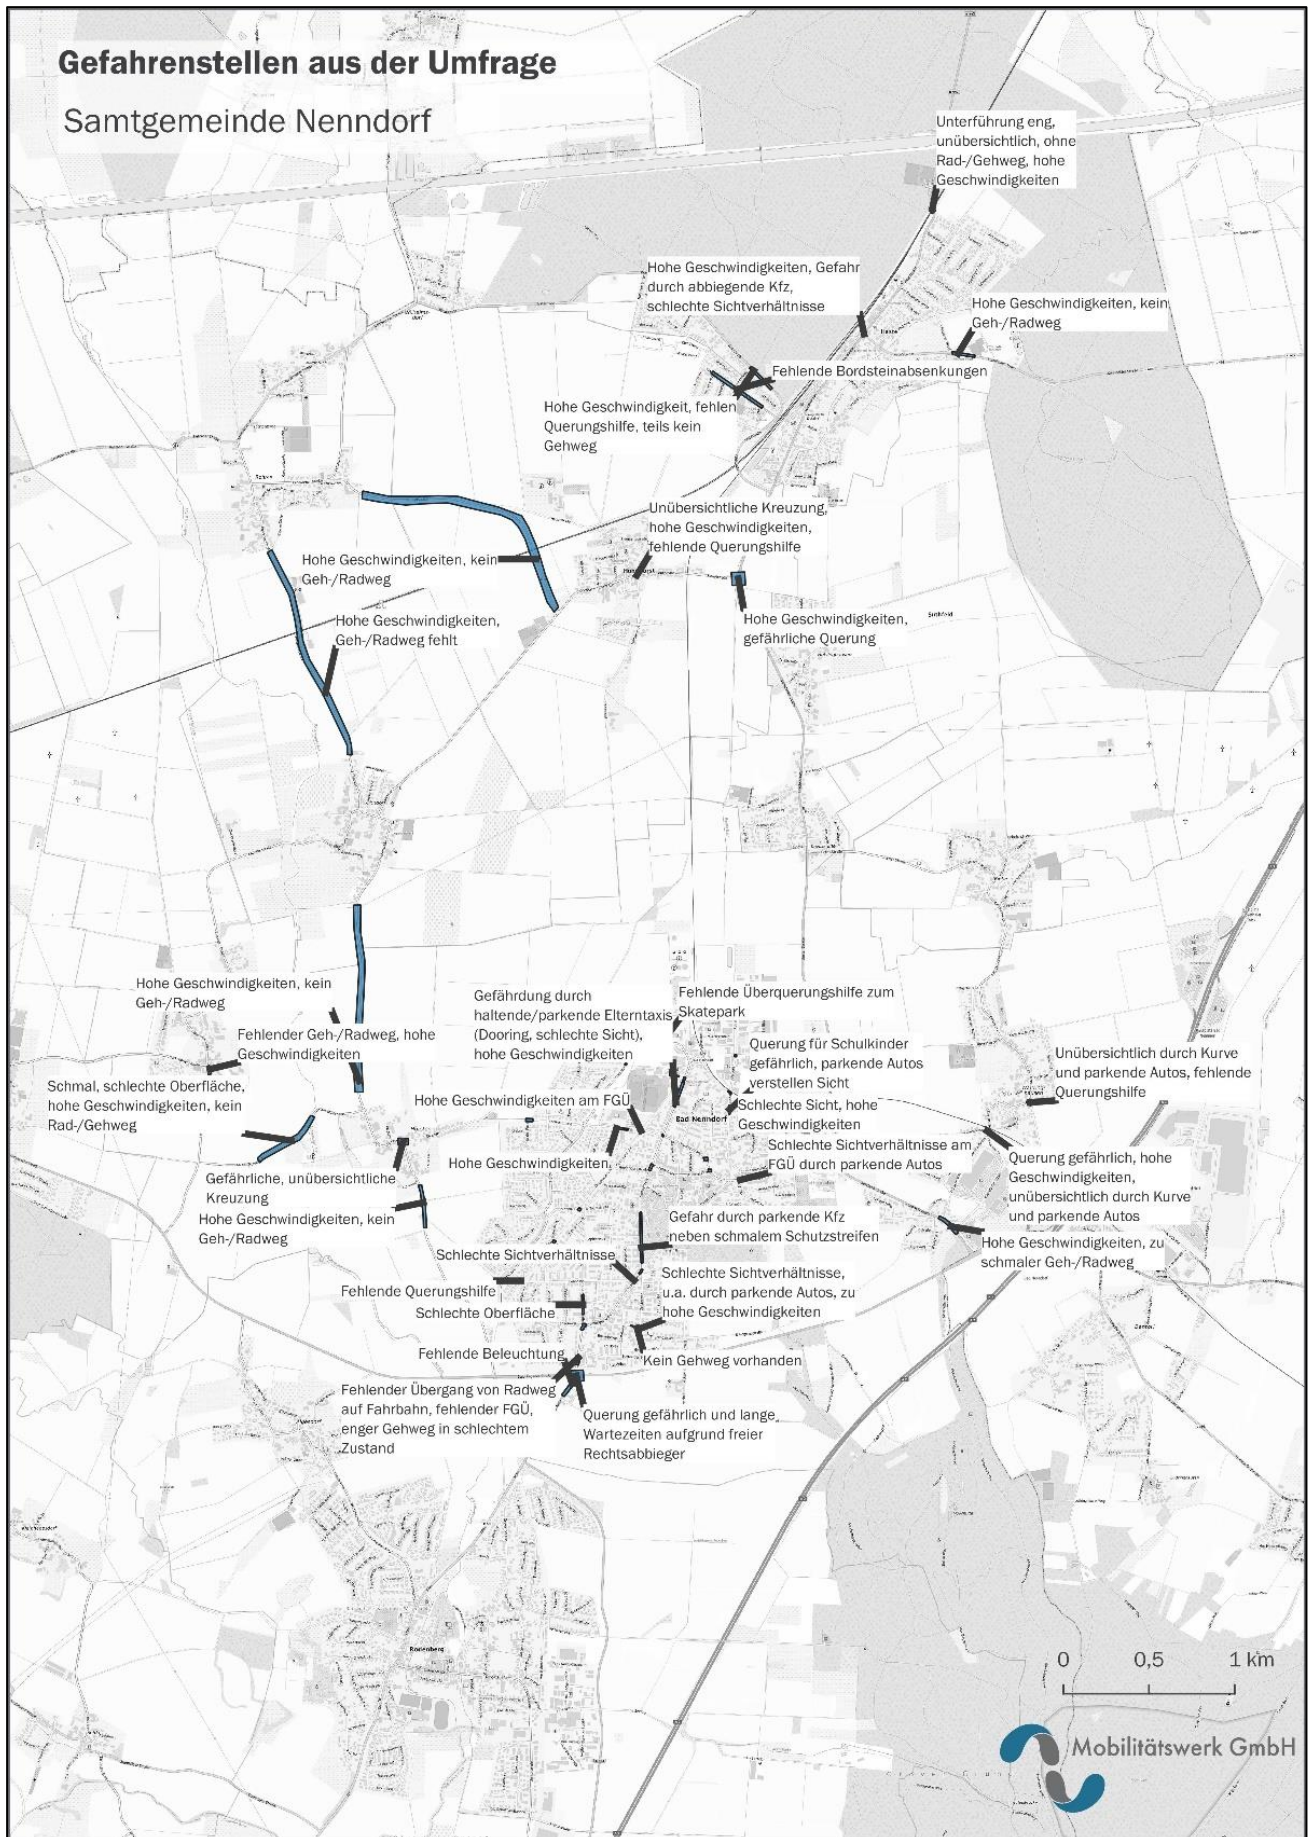 Gefahrenstellen aus der Umfrage
Samtgemeinde Nenndorf
Unterführung eng,
unübersichtlich, ohne
Rad-/Gehweg, hohe
Geschwindigkeiten
Hohe Geschwindigkeiten, Gefahr
durch abbiegende Kfz,
schlechte Sichtverhältnisse
Hohe Geschwindigkeiten, kein
Geh-/Radweg
Fehlende Bordsteinabsenkungen
Hohe Geschwindigkeit, fehlen
Querungshilfe, teils kein
Gehweg
Unübersichtliche Kreuzung,
hohe Geschwindigkeiten,
fehlende Querungshilfe
Hohe Geschwindigkeiten, kein
Geh-/Radweg
Hohe Geschwindigkeiten,
Geh-/Radweg fehlt
Hohe Geschwindigkeiten,
gefährliche Querung
Hohe Geschwindigkeiten, kein
Geh-/Radweg
Fehlender Geh-/Radweg, hohe
Geschwindigkeiten
Schmal, schlechte Oberfläche,
hohe Geschwindigkeiten, kein
Rad-/Gehweg
Gefährdung durch
haltende/parkende Elterntaxis
(Dooring, schlechte Sicht),
hohe Geschwindigkeiten
Fehlende Überquerungshilfe zum
Skatepark
Querung für Schulkinder
gefährlich, parkende Autos
verstellen Sicht
Unübersichtlich durch Kurve
und parkende Autos, fehlende
Querungshilfe
Hohe Geschwindigkeiten am FGÜ
Bad Nenndorf
Schlechte Sicht, hohe
Geschwindigkeiten
Hohe Geschwindigkeiten
Schlechte Sichtverhältnisse am
FGÜ durch parkende Autos
Querung gefährlich, hohe
Geschwindigkeiten,
unübersichtlich durch Kurve
und parkende Autos
Gefährliche, unübersichtliche
Kreuzung
Hohe Geschwindigkeiten, kein
Geh-/Radweg
Gefahr durch parkende Kfz
neben schmalem Schutzstreifen
Hohe Geschwindigkeiten, zu
schmaler Geh-/Radweg
Schlechte Sichtverhältnisse
Schlechte Sichtverhältnisse,
u.a. durch parkende Autos, zu
hohe Geschwindigkeiten
Fehlende Querungshilfe
Schlechte Oberfläche
Fehlende Beleuchtung
Kein Gehweg vorhanden
Fehlender Übergang von Radweg
auf Fahrbahn, fehlender FGÜ,
enger Gehweg in schlechtem
Zustand
Querung gefährlich und lange
Wartezeiten aufgrund freier
Rechtsabbieger
Rodenberg
0 0,5 1 km
Mobilitätswerk GmbH